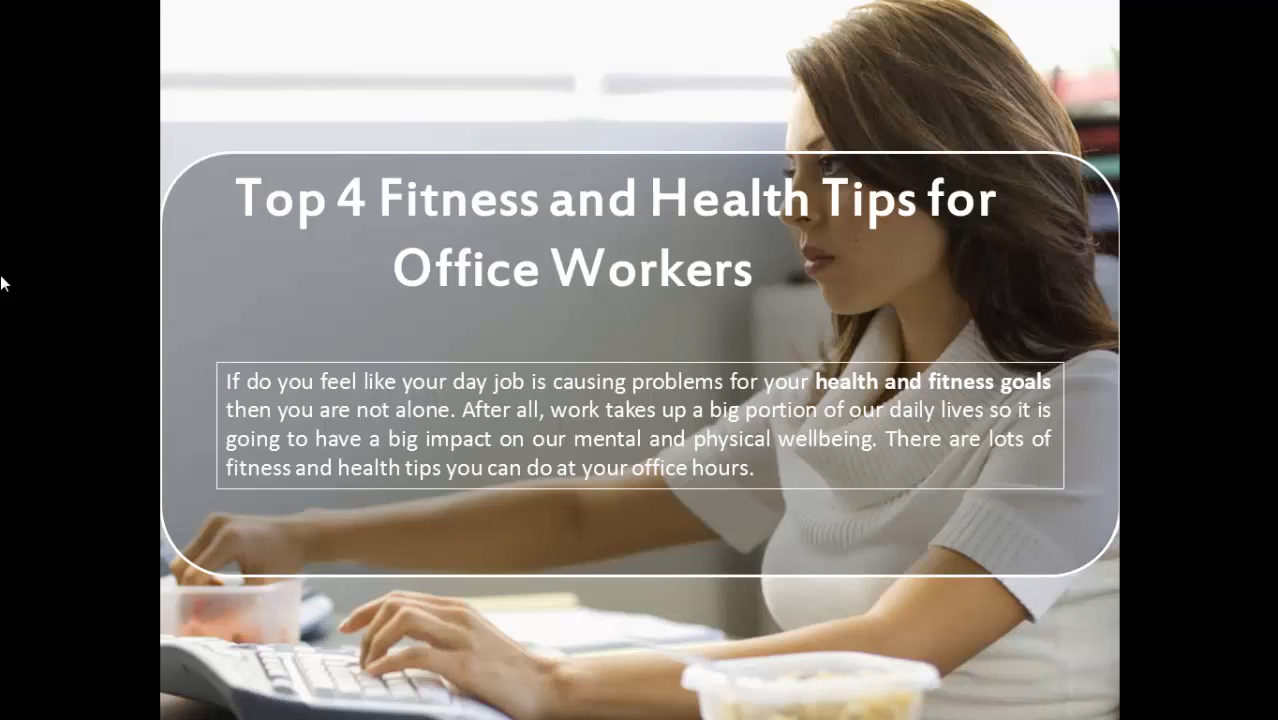 Top 4 Fitness and Health Tips for
Office Workers
If do you feel like your day job is causing problems for your health and fitness goals
then you are not alone. After all, work takes up a big portion of our daily lives so it is
going to have a big impact on our mental and physical wellbeing. There are lots of
fitness and health tips you can do at your office hours.